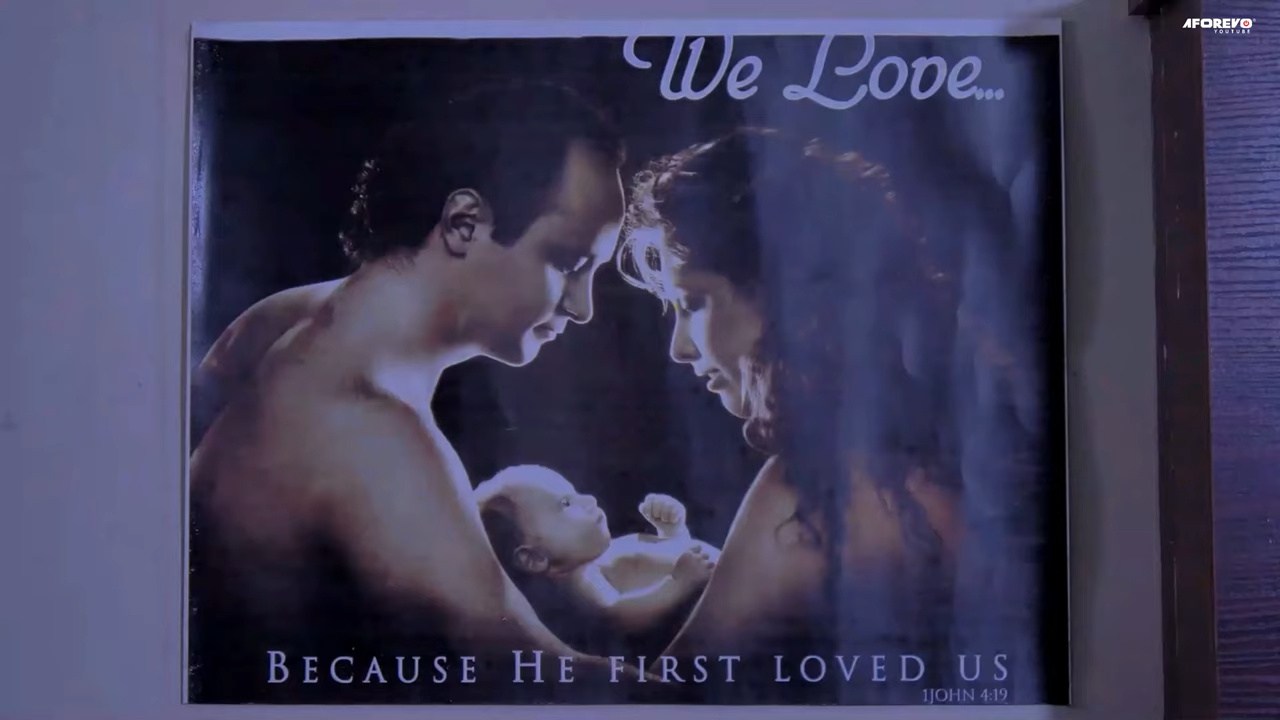 AFOREVO
YOUTUBE
We Love...
BECAUSE HE FIRST LOVED US
1JOHN 4:19